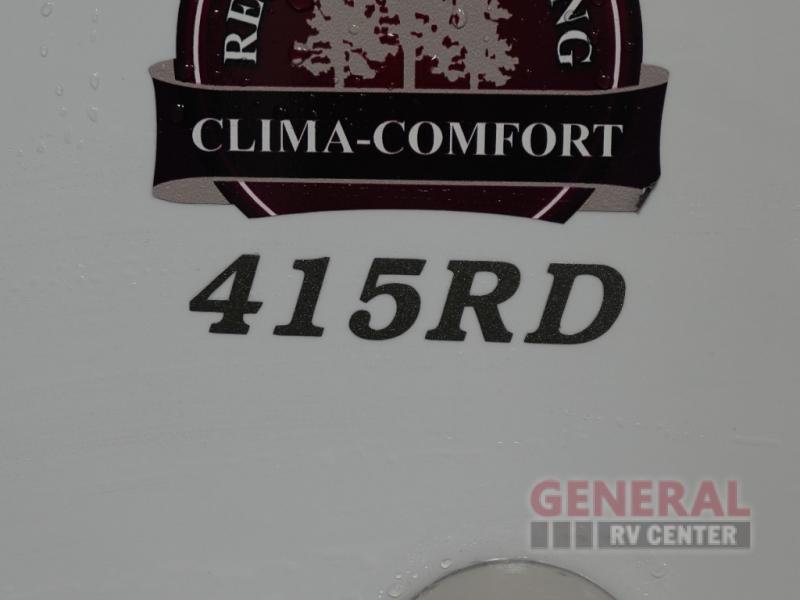 CLIMA-COMFORT
415RD
GENERAL
RV CENTER